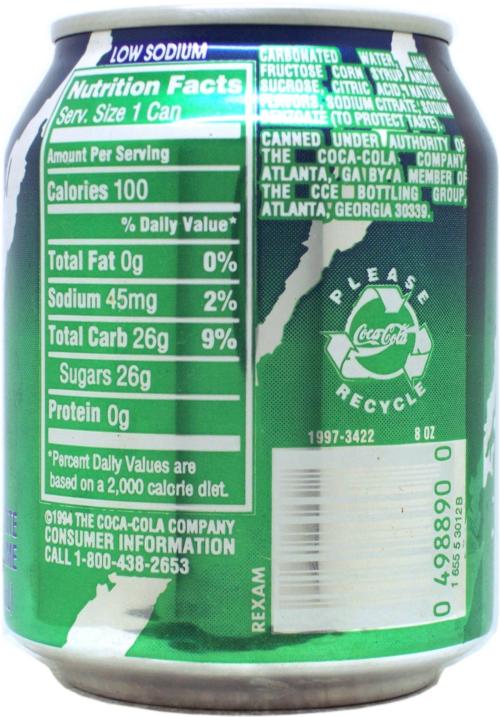 LOW SODIUM
Nutrition Facts
Serv. Size 1 Can
Amount Per Serving
Calories 100
% Daily Value*
Total Fat 0g 0%
Sodium 45mg 2%
Total Carb 26g 9%
Sugars 26g
Protein 0g
*Percent Daily Values are
based on a 2,000 calorie diet.
©1994 THE COCA-COLA COMPANY
CONSUMER INFORMATION
CALL 1-800-438-2653
CARBONATED WATER, HIGH
FRUCTOSE CORN SYRUP AND/OR
SUCROSE, CITRIC ACID, NATURAL
FLAVORS, SODIUM CITRATE, SODIUM
BENZOATE (TO PROTECT TASTE).
CANNED UNDER AUTHORITY OF
THE COCA-COLA COMPANY,
ATLANTA, GA BY A MEMBER OF
THE CCE BOTTLING GROUP,
ATLANTA, GEORGIA 30339.
PLEASE
Coca-Cola
RECYCLE
1997-3422 8 OZ
REXAM
0 498890 0
1 655 5 3012 B